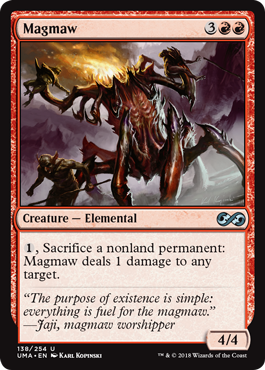 Magmaw 3
Creature — Elemental
1, Sacrifice a nonland permanent:
Magmaw deals 1 damage to any
target.
“The purpose of existence is simple:
everything is fuel for the magmaw.”
—Jaji, magmaw worshipper
4/4
138/254 U
UMA • EN KARL KOPINSKI
™ & © 2018 Wizards of the Coast